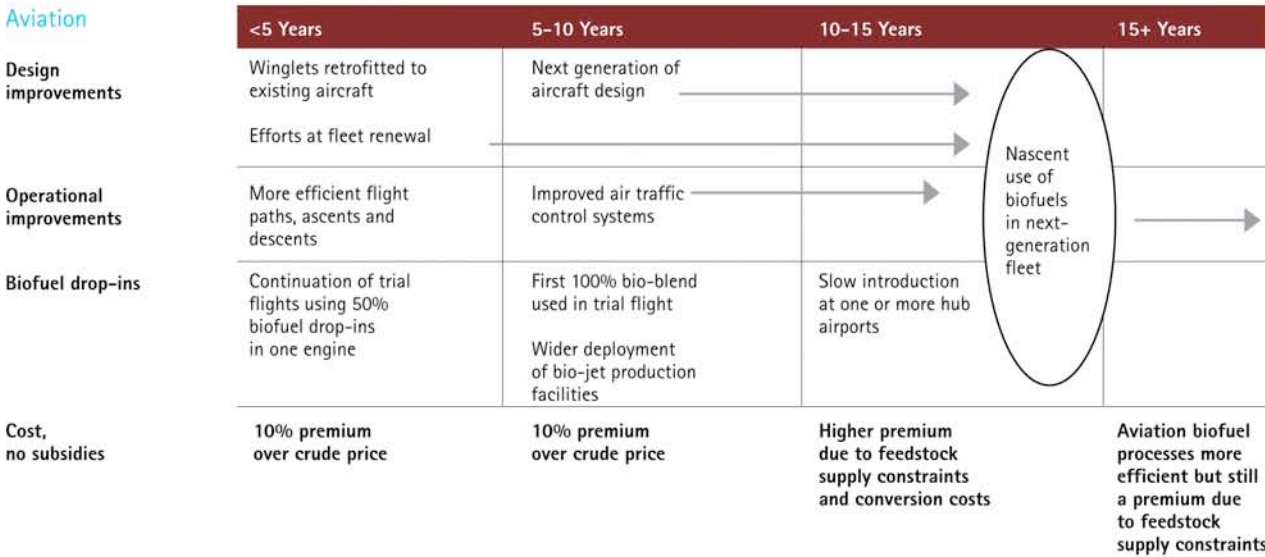 Aviation
<5 Years
5–10 Years
10–15 Years
15+ Years
Design
improvements
Winglets retrofitted to
existing aircraft
Efforts at fleet renewal
Next generation of
aircraft design
Nascent
use of
biofuels
in next-
generation
fleet
Operational
improvements
More efficient flight
paths, ascents and
descents
Improved air traffic
control systems
Biofuel drop-ins
Continuation of trial
flights using 50%
biofuel drop-ins
in one engine
First 100% bio-blend
used in trial flight
Wider deployment
of bio-jet production
facilities
Slow introduction
at one or more hub
airports
Cost,
no subsidies
10% premium
over crude price
10% premium
over crude price
Higher premium
due to feedstock
supply constraints
and conversion costs
Aviation biofuel
processes more
efficient but still
a premium due
to feedstock
supply constraints